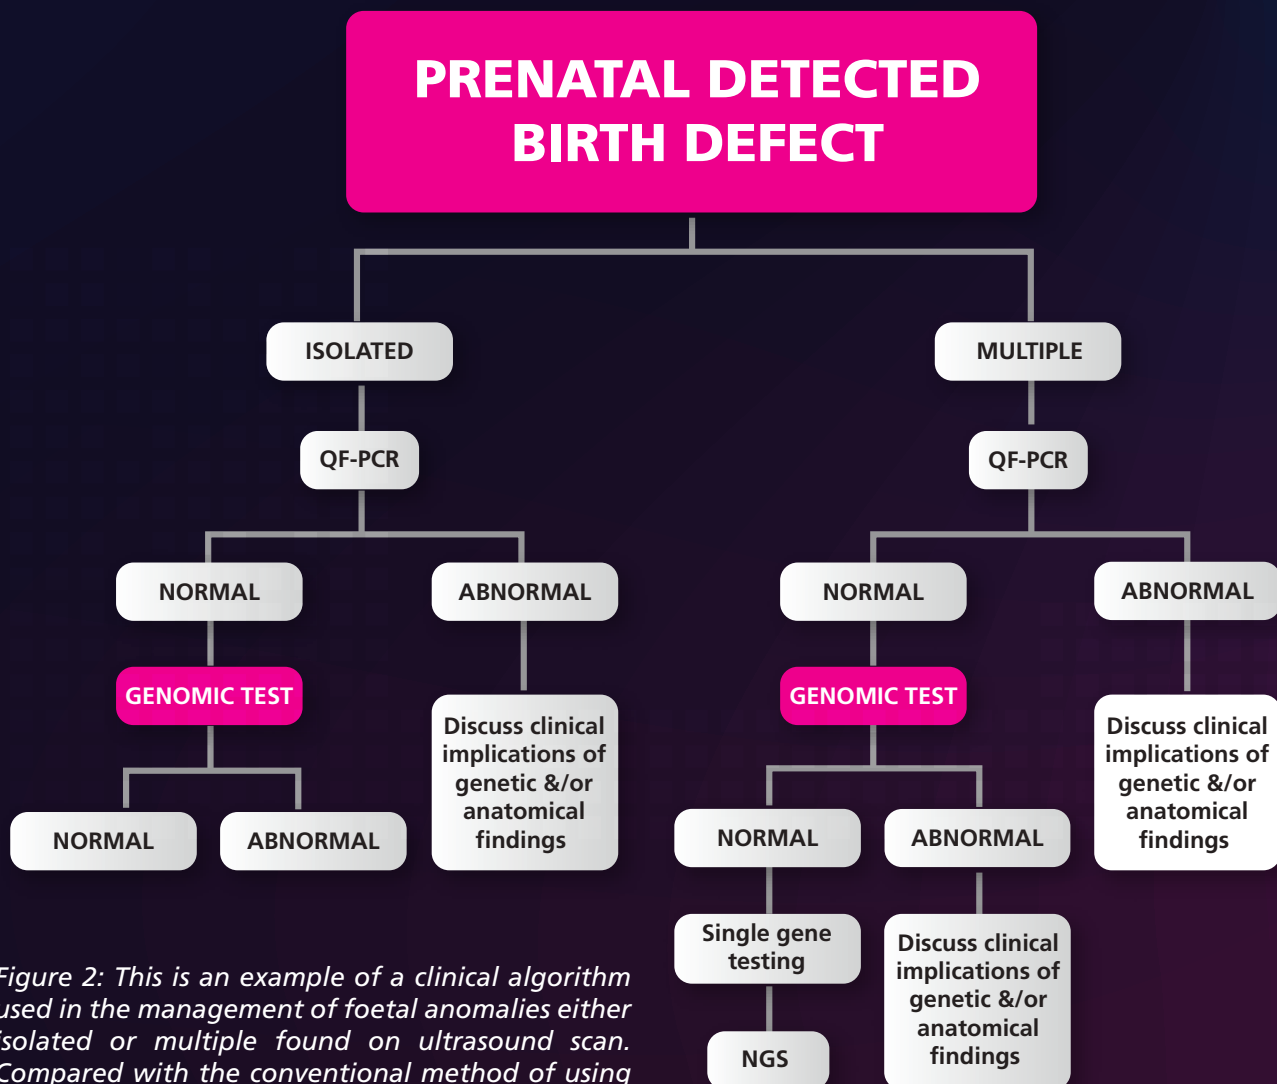 PRENATAL DETECTED
BIRTH DEFECT
ISOLATED
MULTIPLE
QF-PCR
QF-PCR
NORMAL
ABNORMAL
NORMAL
ABNORMAL
GENOMIC TEST
GENOMIC TEST
Discuss clinical
implications of
genetic &/or
anatomical
findings
Discuss clinical
implications of
genetic &/or
anatomical
findings
NORMAL
ABNORMAL
NORMAL
ABNORMAL
Single gene
testing
Discuss clinical
implications of
genetic &/or
anatomical
findings
NGS
Figure 2: This is an example of a clinical algorithm
used in the management of foetal anomalies either
isolated or multiple found on ultrasound scan.
Compared with the conventional method of using